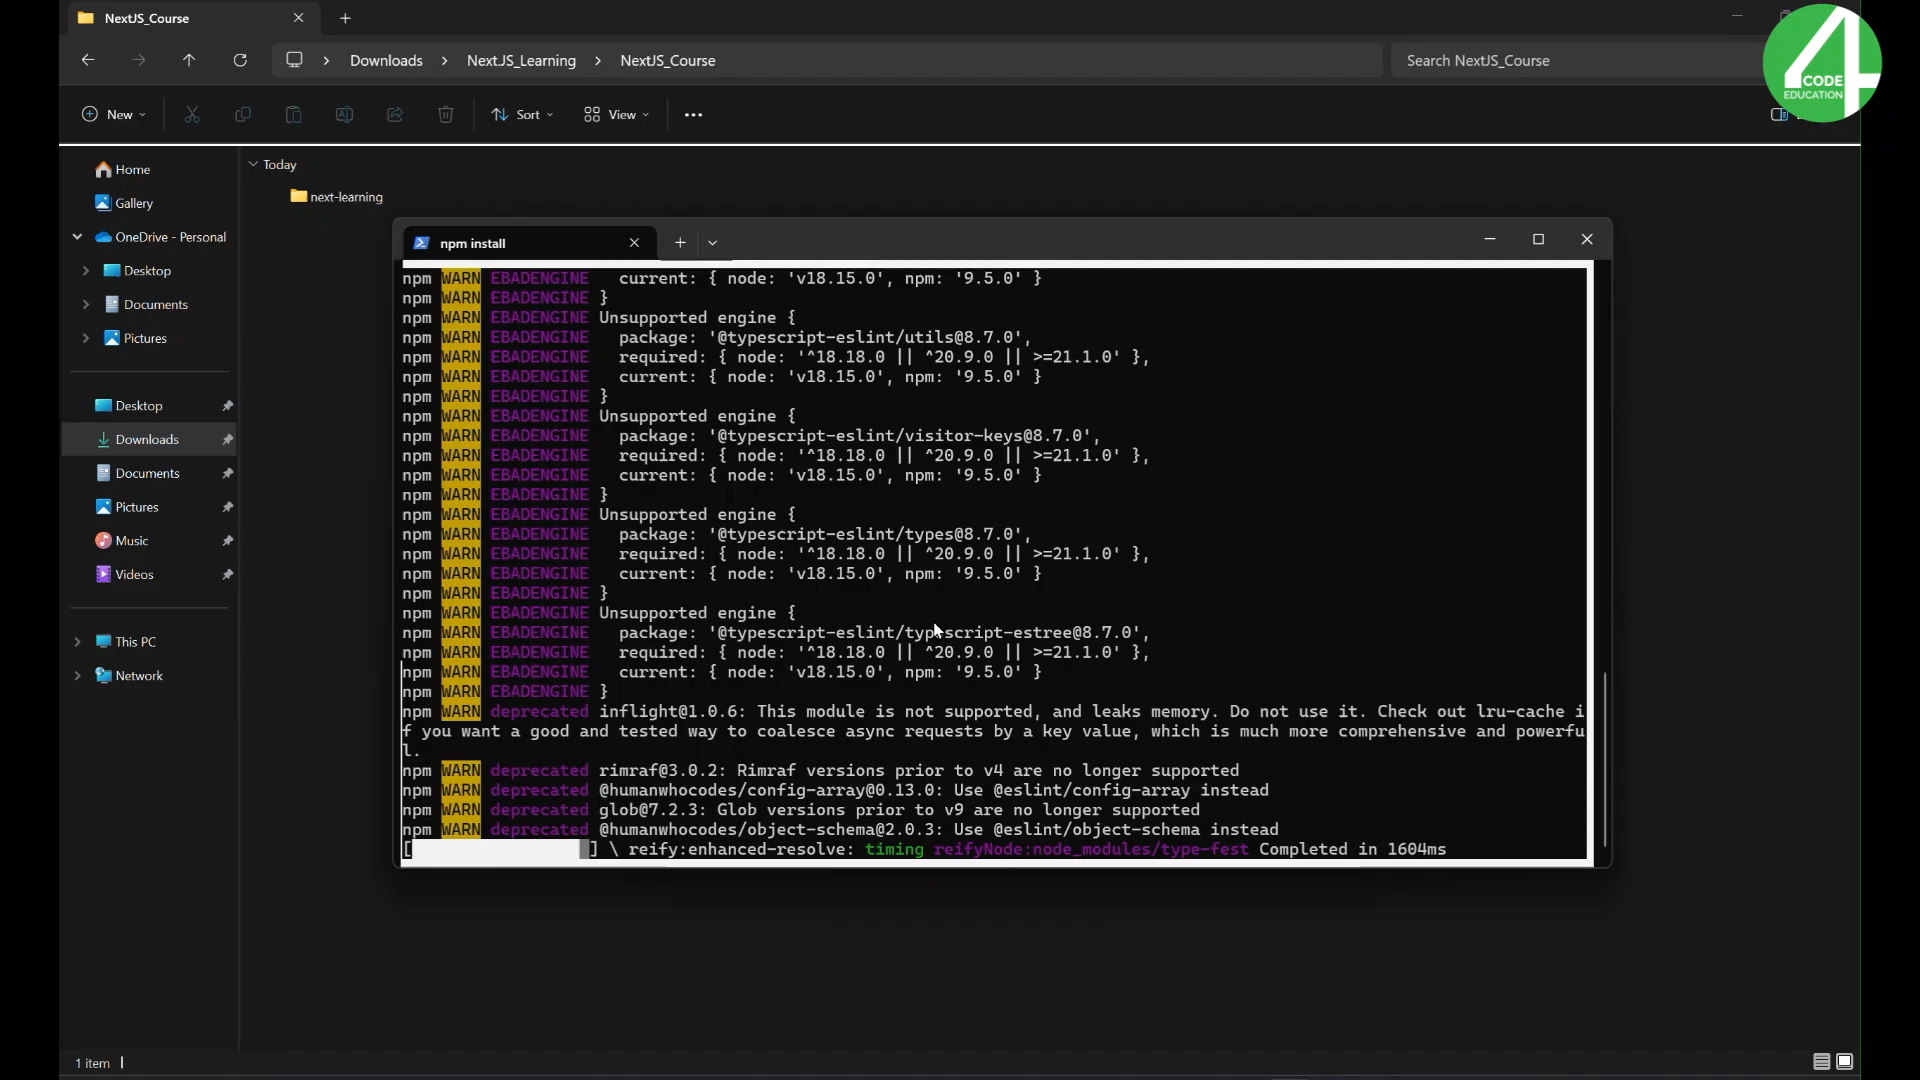 NextJS_Course
Downloads > Next.JS_Learning > NextJS_Course
Search NextJS_Course
4
CODE
EDUCATION
New
Sort
View
Home
Gallery
OneDrive - Personal
Desktop
Documents
Pictures
Desktop
Downloads
Documents
Pictures
Music
Videos
This PC
Network
Today
next-learning
npm install
npm WARN EBADENGINE   current: { node: 'v18.15.0', npm: '9.5.0' }
npm WARN EBADENGINE }
npm WARN EBADENGINE Unsupported engine {
npm WARN EBADENGINE   package: '@typescript-eslint/utils@8.7.0',
npm WARN EBADENGINE   required: { node: '^18.18.0 || ^20.9.0 || >=21.1.0' },
npm WARN EBADENGINE   current: { node: 'v18.15.0', npm: '9.5.0' }
npm WARN EBADENGINE }
npm WARN EBADENGINE Unsupported engine {
npm WARN EBADENGINE   package: '@typescript-eslint/visitor-keys@8.7.0',
npm WARN EBADENGINE   required: { node: '^18.18.0 || ^20.9.0 || >=21.1.0' },
npm WARN EBADENGINE   current: { node: 'v18.15.0', npm: '9.5.0' }
npm WARN EBADENGINE }
npm WARN EBADENGINE Unsupported engine {
npm WARN EBADENGINE   package: '@typescript-eslint/types@8.7.0',
npm WARN EBADENGINE   required: { node: '^18.18.0 || ^20.9.0 || >=21.1.0' },
npm WARN EBADENGINE   current: { node: 'v18.15.0', npm: '9.5.0' }
npm WARN EBADENGINE }
npm WARN EBADENGINE Unsupported engine {
npm WARN EBADENGINE   package: '@typescript-eslint/typescript-estree@8.7.0',
npm WARN EBADENGINE   required: { node: '^18.18.0 || ^20.9.0 || >=21.1.0' },
npm WARN EBADENGINE   current: { node: 'v18.15.0', npm: '9.5.0' }
npm WARN EBADENGINE }
npm WARN deprecated inflight@1.0.6: This module is not supported, and leaks memory. Do not use it. Check out lru-cache i
f you want a good and tested way to coalesce async requests by a key value, which is much more comprehensive and powerfu
l.
npm WARN deprecated rimraf@3.0.2: Rimraf versions prior to v4 are no longer supported
npm WARN deprecated @humanwhocodes/config-array@0.13.0: Use @eslint/config-array instead
npm WARN deprecated glob@7.2.3: Glob versions prior to v9 are no longer supported
npm WARN deprecated @humanwhocodes/object-schema@2.0.3: Use @eslint/object-schema instead
[                  ] \ reify:enhanced-resolve: timing reifyNode:node_modules/type-fest Completed in 1604ms
1 item